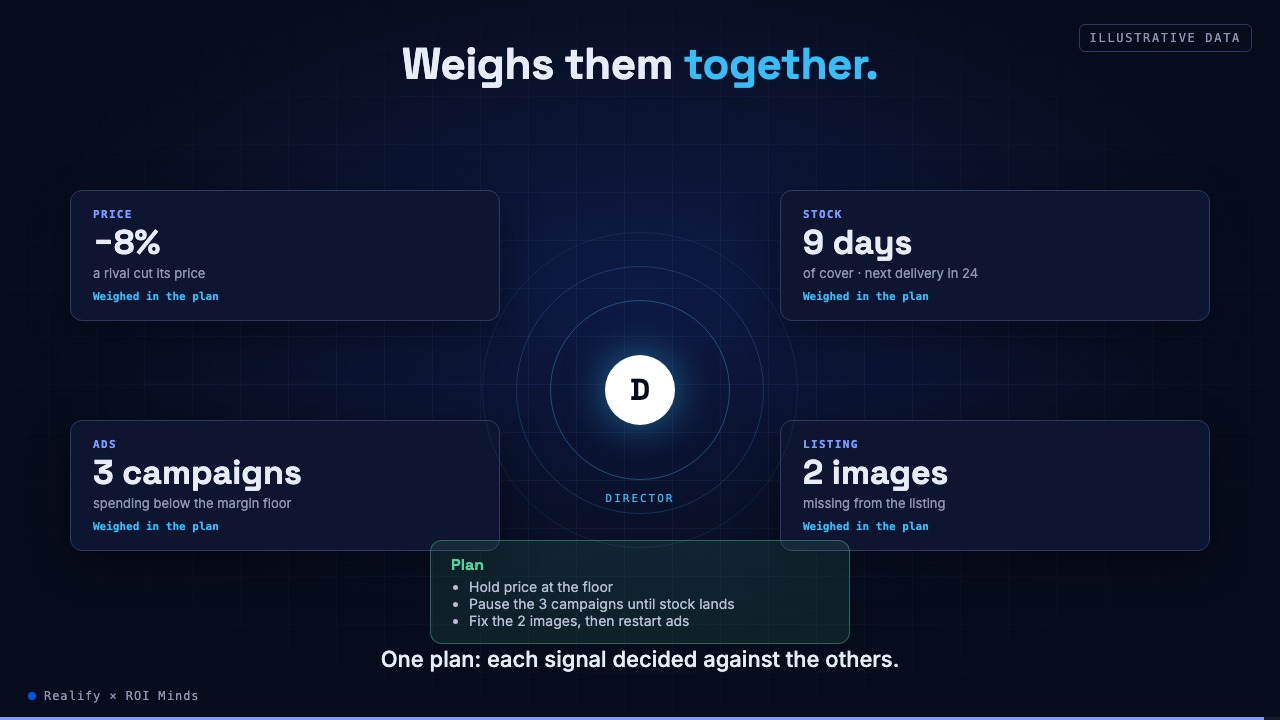 ILLUSTRATIVE DATA
Weighs them together.
PRICE
−8%
a rival cut its price
Weighed in the plan
STOCK
9 days
of cover · next delivery in 24
Weighed in the plan
ADS
3 campaigns
spending below the margin floor
Weighed in the plan
LISTING
2 images
missing from the listing
Weighed in the plan
D
DIRECTOR
Plan
• Hold price at the floor
• Pause the 3 campaigns until stock lands
• Fix the 2 images, then restart ads
One plan: each signal decided against the others.
Realify × ROI Minds